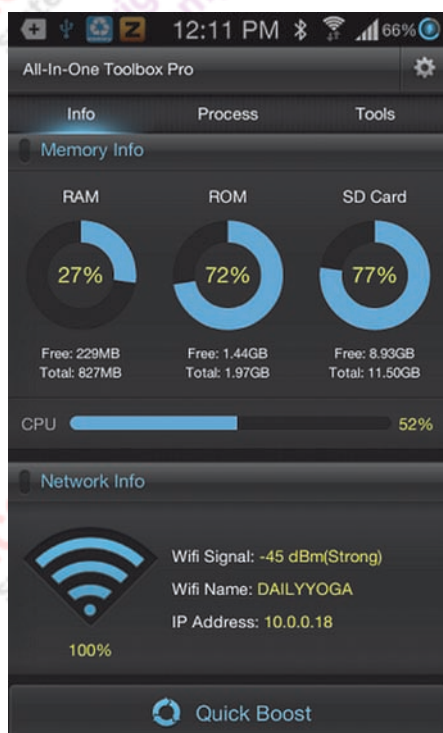 12:11 PM 66%
All-In-One Toolbox Pro
Info Process Tools
Memory Info
RAM ROM SD Card
27% 72% 77%
Free: 229MB Free: 1.44GB Free: 8.93GB
Total: 827MB Total: 1.97GB Total: 11.50GB
CPU 52%
Network Info
Wifi Signal: -45 dBm(Strong)
Wifi Name: DAILYYOGA
IP Address: 10.0.0.18
100%
Quick Boost